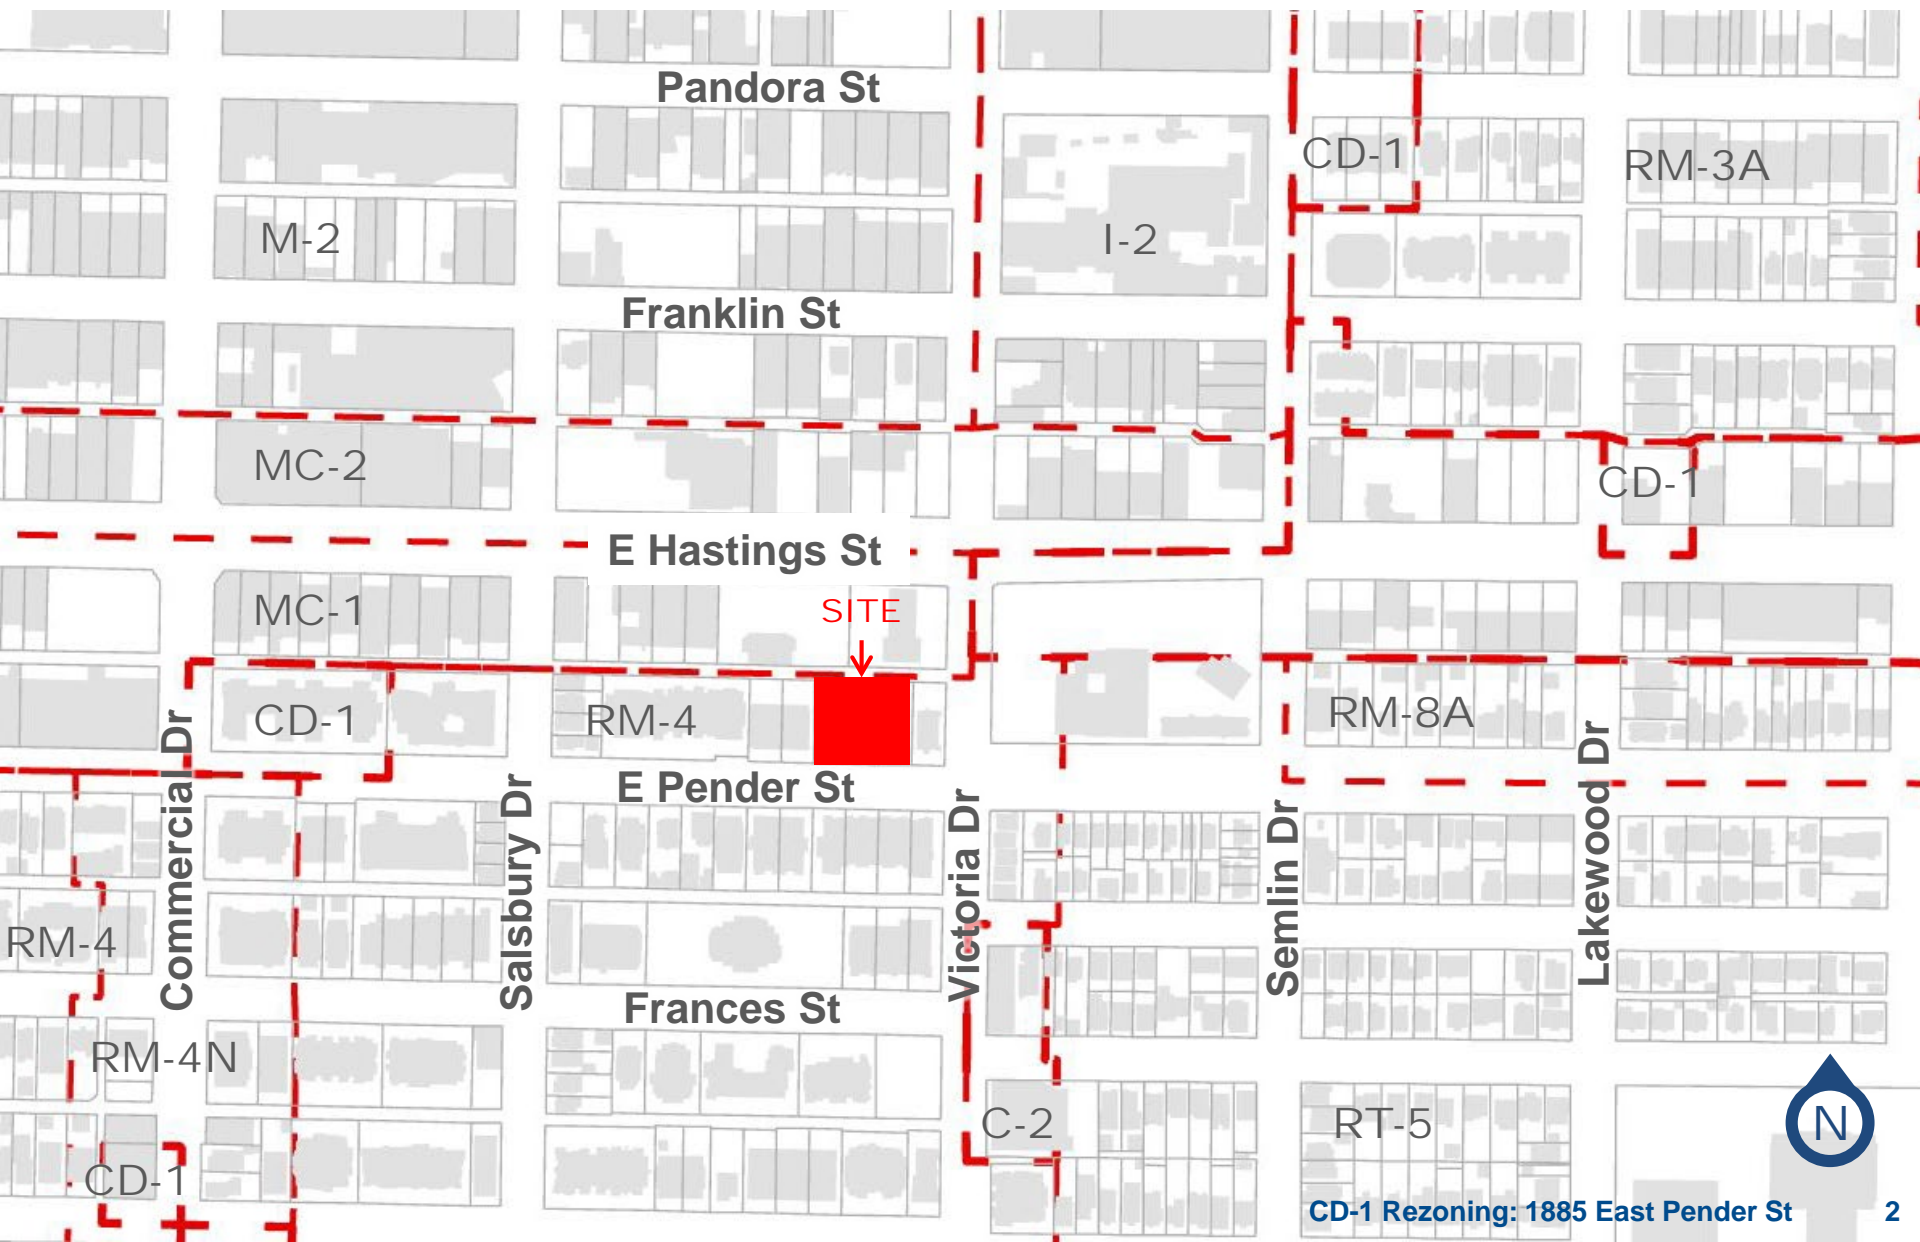 Pandora St
CD-1
RM-3A
M-2
I-2
Franklin St
MC-2
CD-1
E Hastings St
MC-1
SITE
CD-1
RM-4
RM-8A
E Pender St
Commercial Dr
Salsbury Dr
Victoria Dr
Semlin Dr
Lakewood Dr
RM-4
Frances St
RM-4N
C-2
RT-5
N
CD-1
CD-1 Rezoning: 1885 East Pender St 2